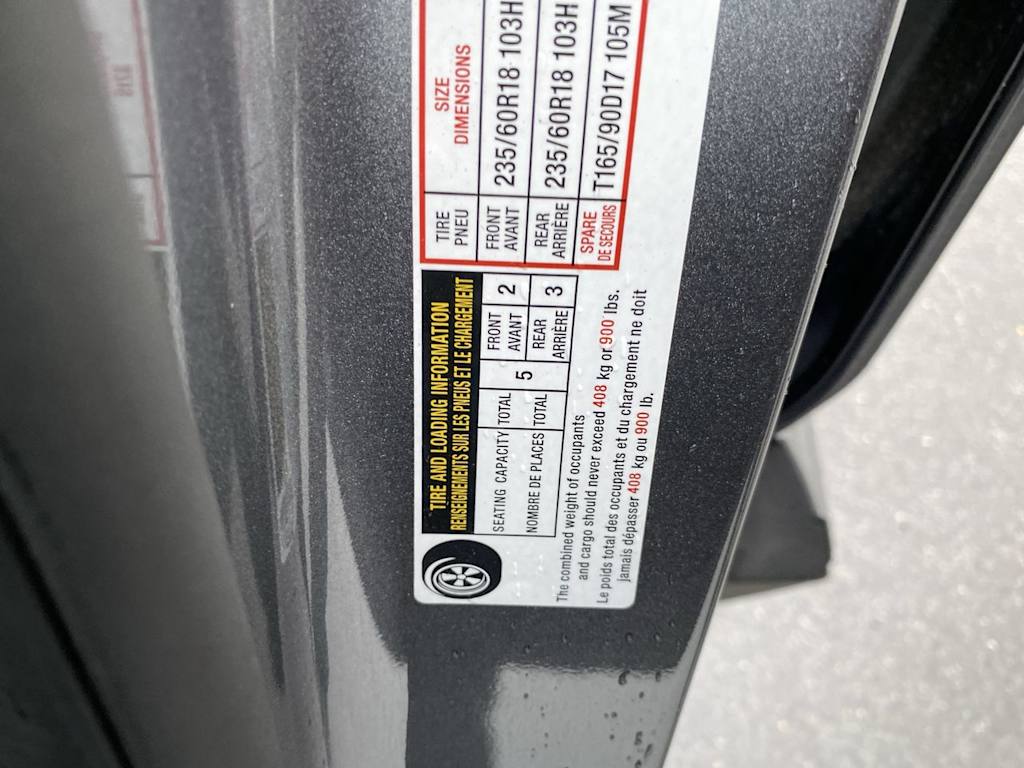 TIRE AND LOADING INFORMATION
RENSEIGNEMENTS SUR LES PNEUS ET LE CHARGEMENT
SEATING CAPACITY
NOMBRE DE PLACES
TOTAL
TOTAL
5
FRONT
AVANT
2
REAR
ARRIÈRE
3
The combined weight of occupants
and cargo should never exceed 408 kg or 900 lbs.
Le poids total des occupants et du chargement ne doit
jamais dépasser 408 kg ou 900 lb.
TIRE
PNEU
SIZE
DIMENSIONS
FRONT
AVANT
235/60R18 103H
REAR
ARRIÈRE
235/60R18 103H
SPARE
DE SECOURS
T165/90D17 105M